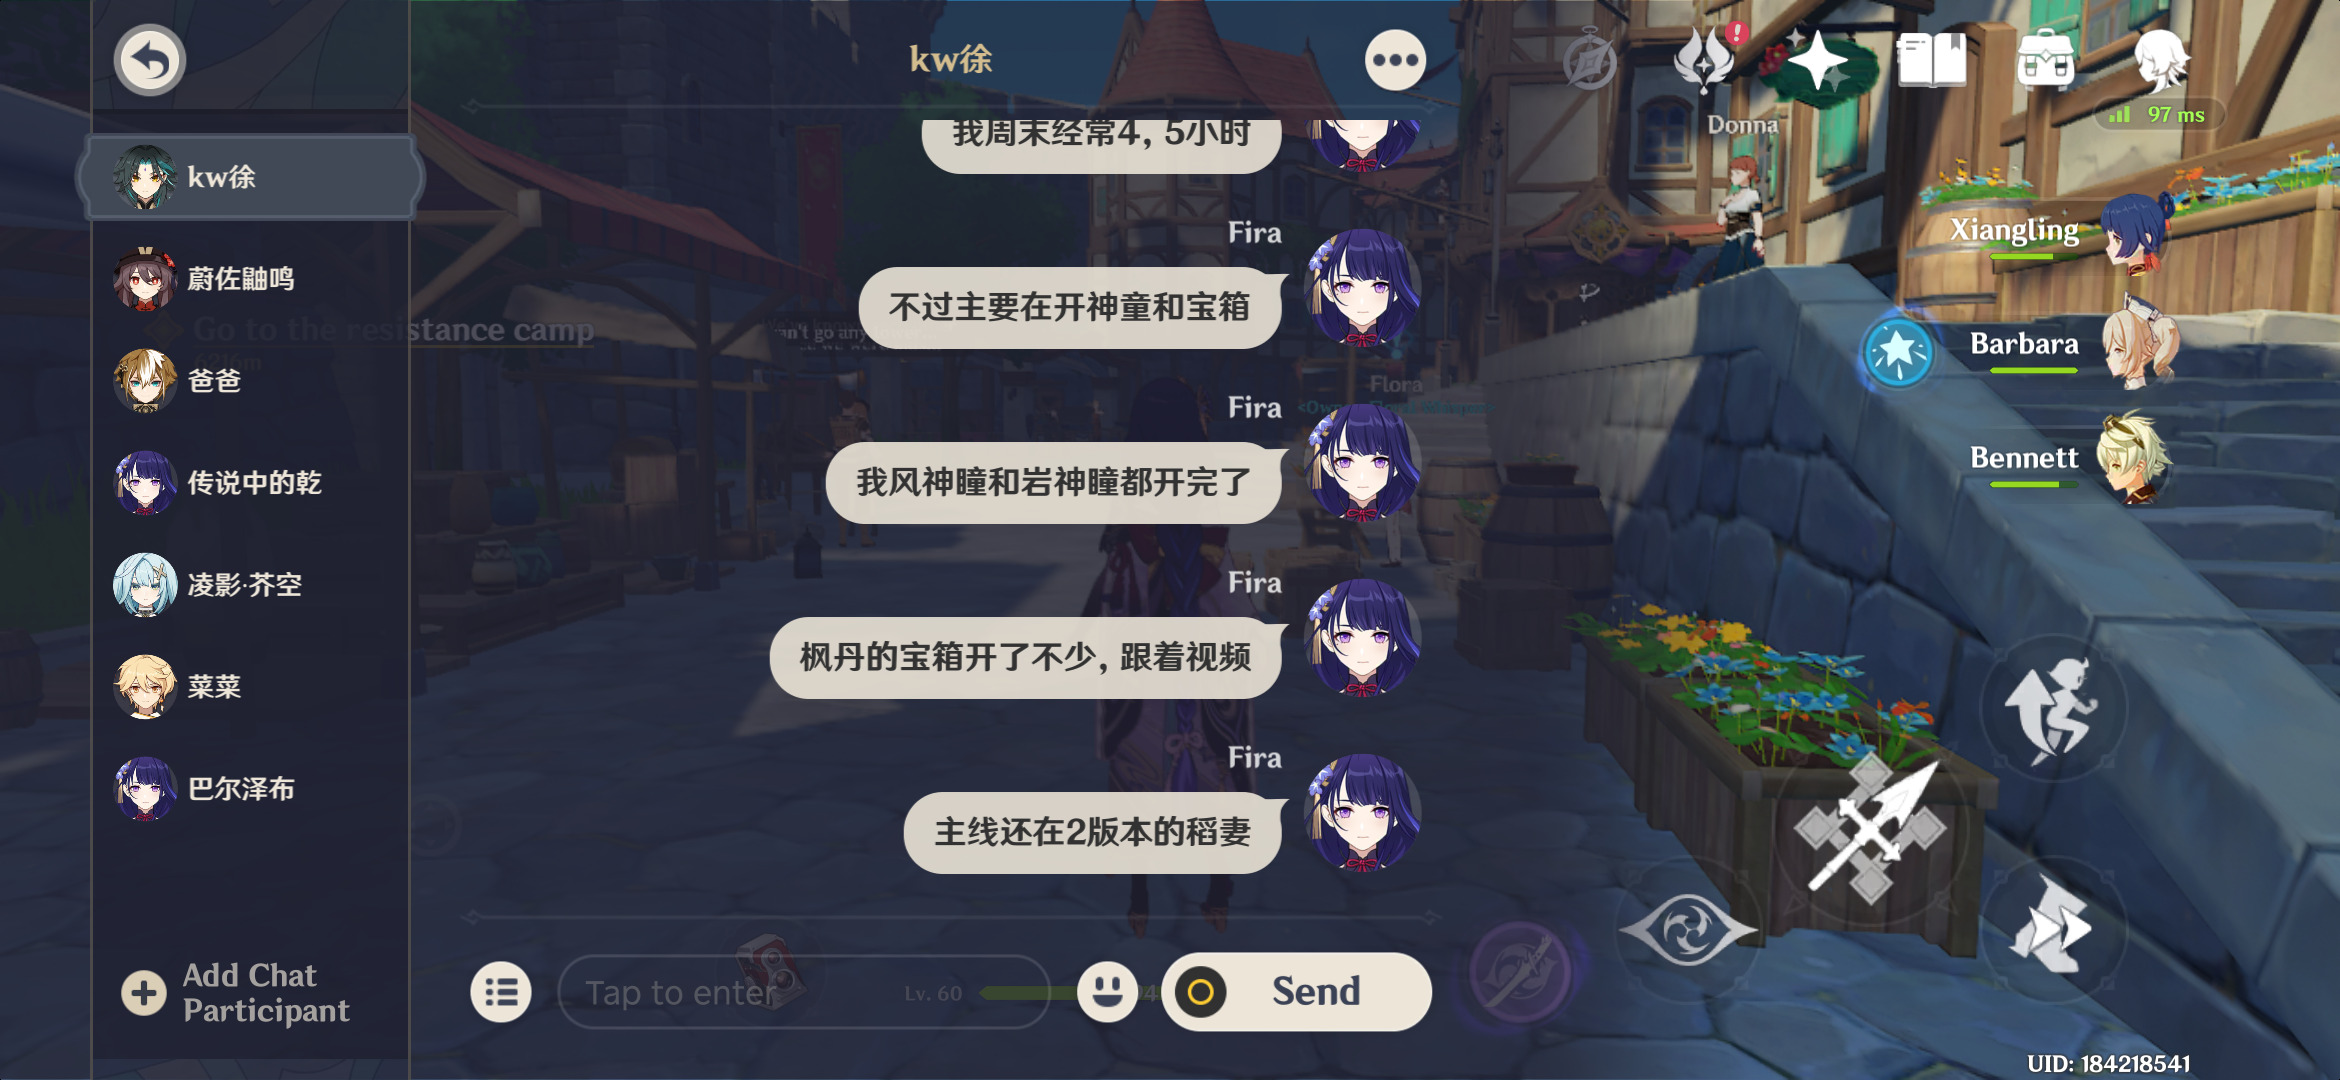 kw徐
97 ms
Donna
kw徐
蔚佐鼬鸣
爸爸
传说中的乾
凌影·芥空
菜菜
巴尔泽布
Add Chat
Participant
Go to the resistance camp
6216m
我周末经常4, 5小时
Fira
不过主要在开神童和宝箱
Flora
Fira
我风神瞳和岩神瞳都开完了
Fira
枫丹的宝箱开了不少, 跟着视频
Fira
主线还在2版本的稻妻
Tap to enter
Lv. 60
Send
Xiangling
Barbara
Bennett
UID: 184218541